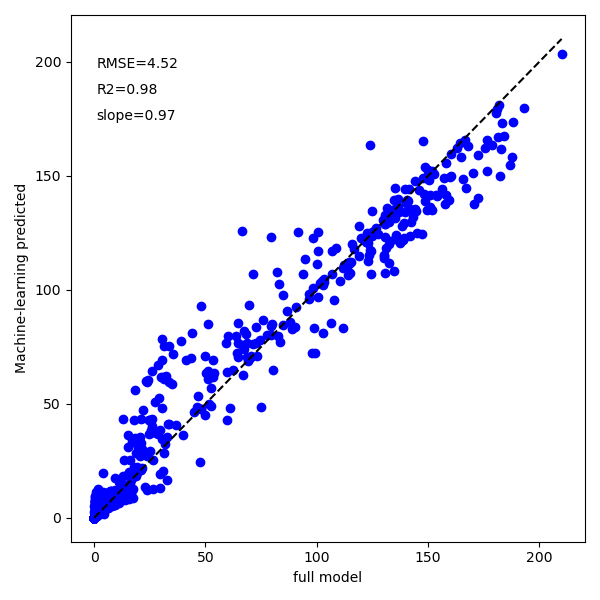 RMSE=4.52
R2=0.98
slope=0.97
Machine-learning predicted
200
150
100
50
0
0 50 100 150 200
full model